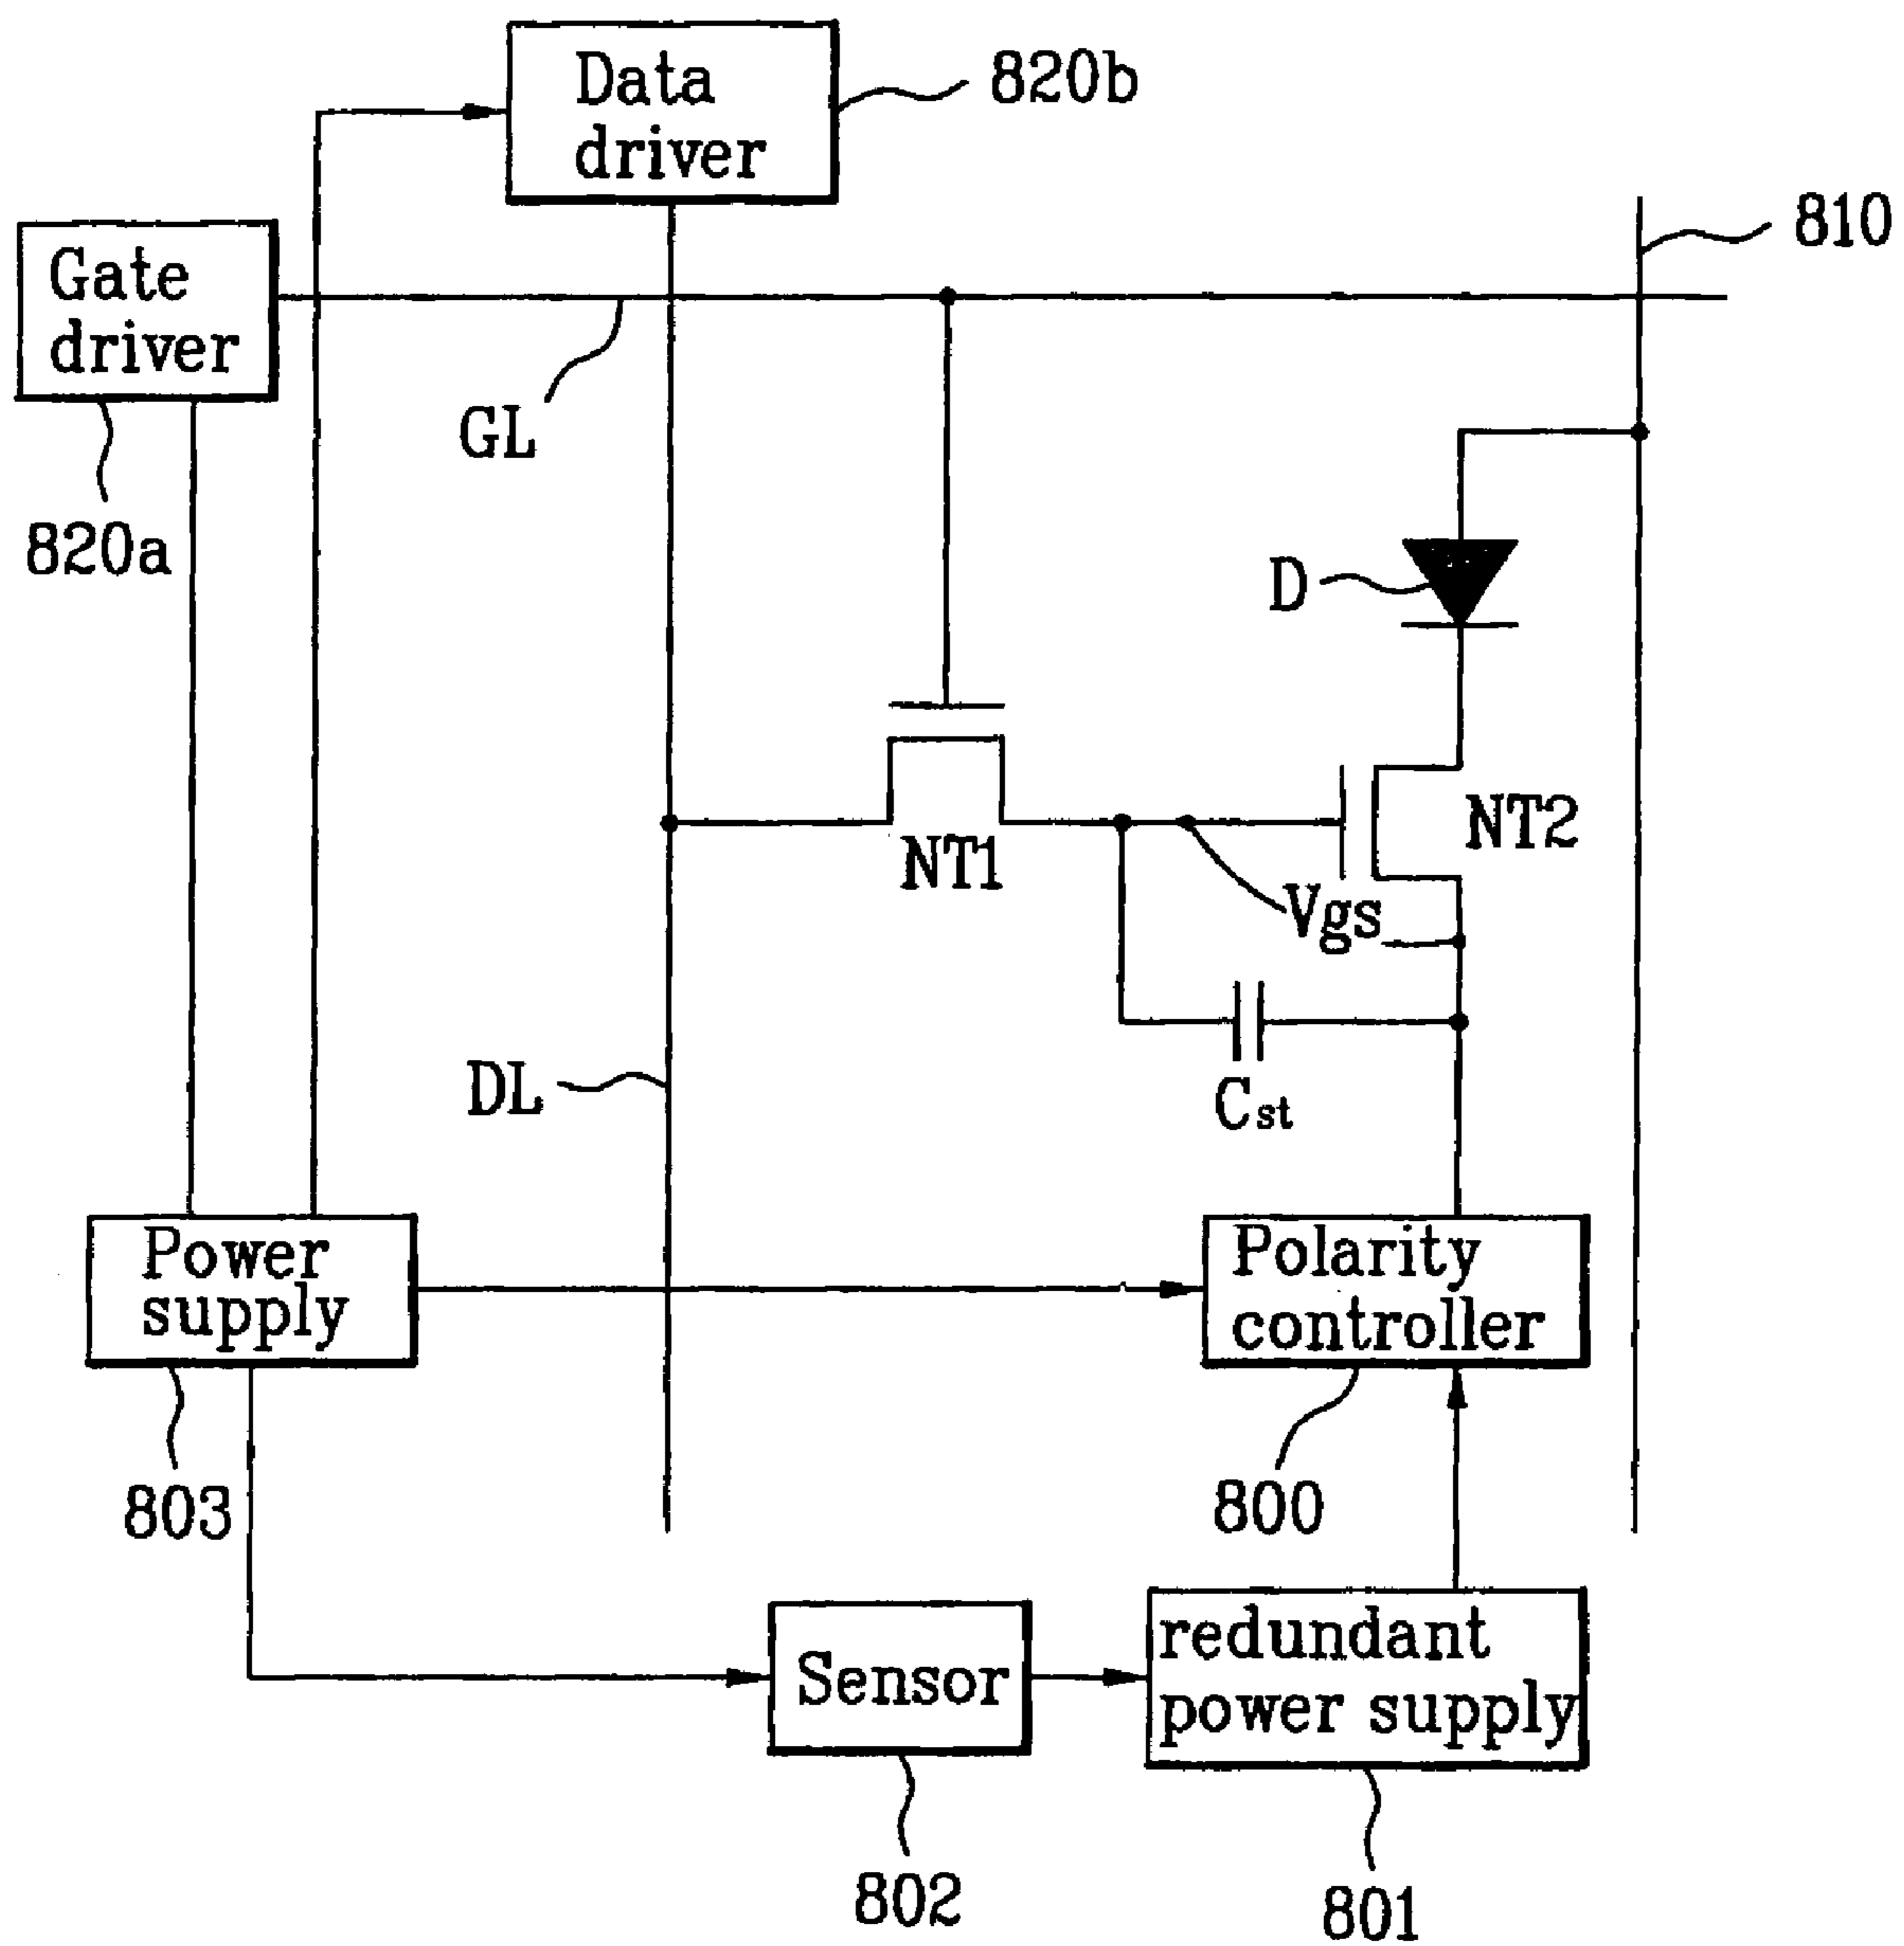 Data
driver
820b
810
Gate
driver
GL
820a
D
NT2
NT1
Vgs
DL
Cst
Power
supply
Polarity
controller
803
800
Sensor
redundant
power supply
802
801